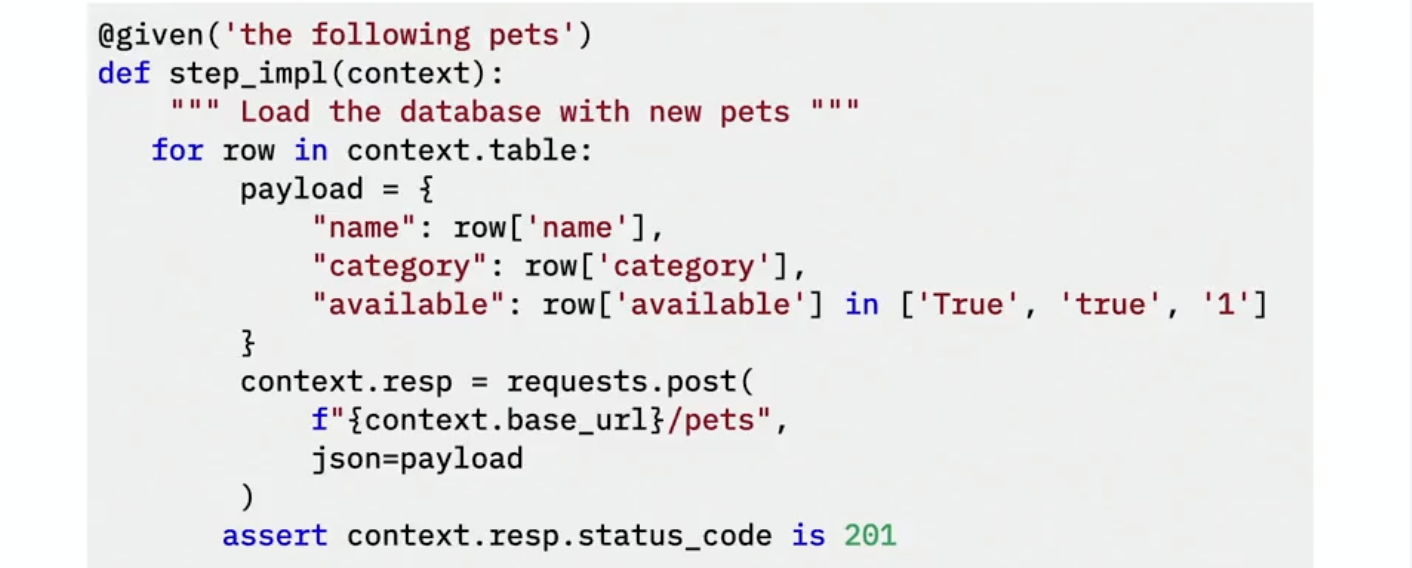 @given('the following pets')
def step_impl(context):
    """ Load the database with new pets """
   for row in context.table:
        payload = {
            "name": row['name'],
            "category": row['category'],
            "available": row['available'] in ['True', 'true', '1']
        }
        context.resp = requests.post(
            f"{context.base_url}/pets",
            json=payload
        )
       assert context.resp.status_code is 201